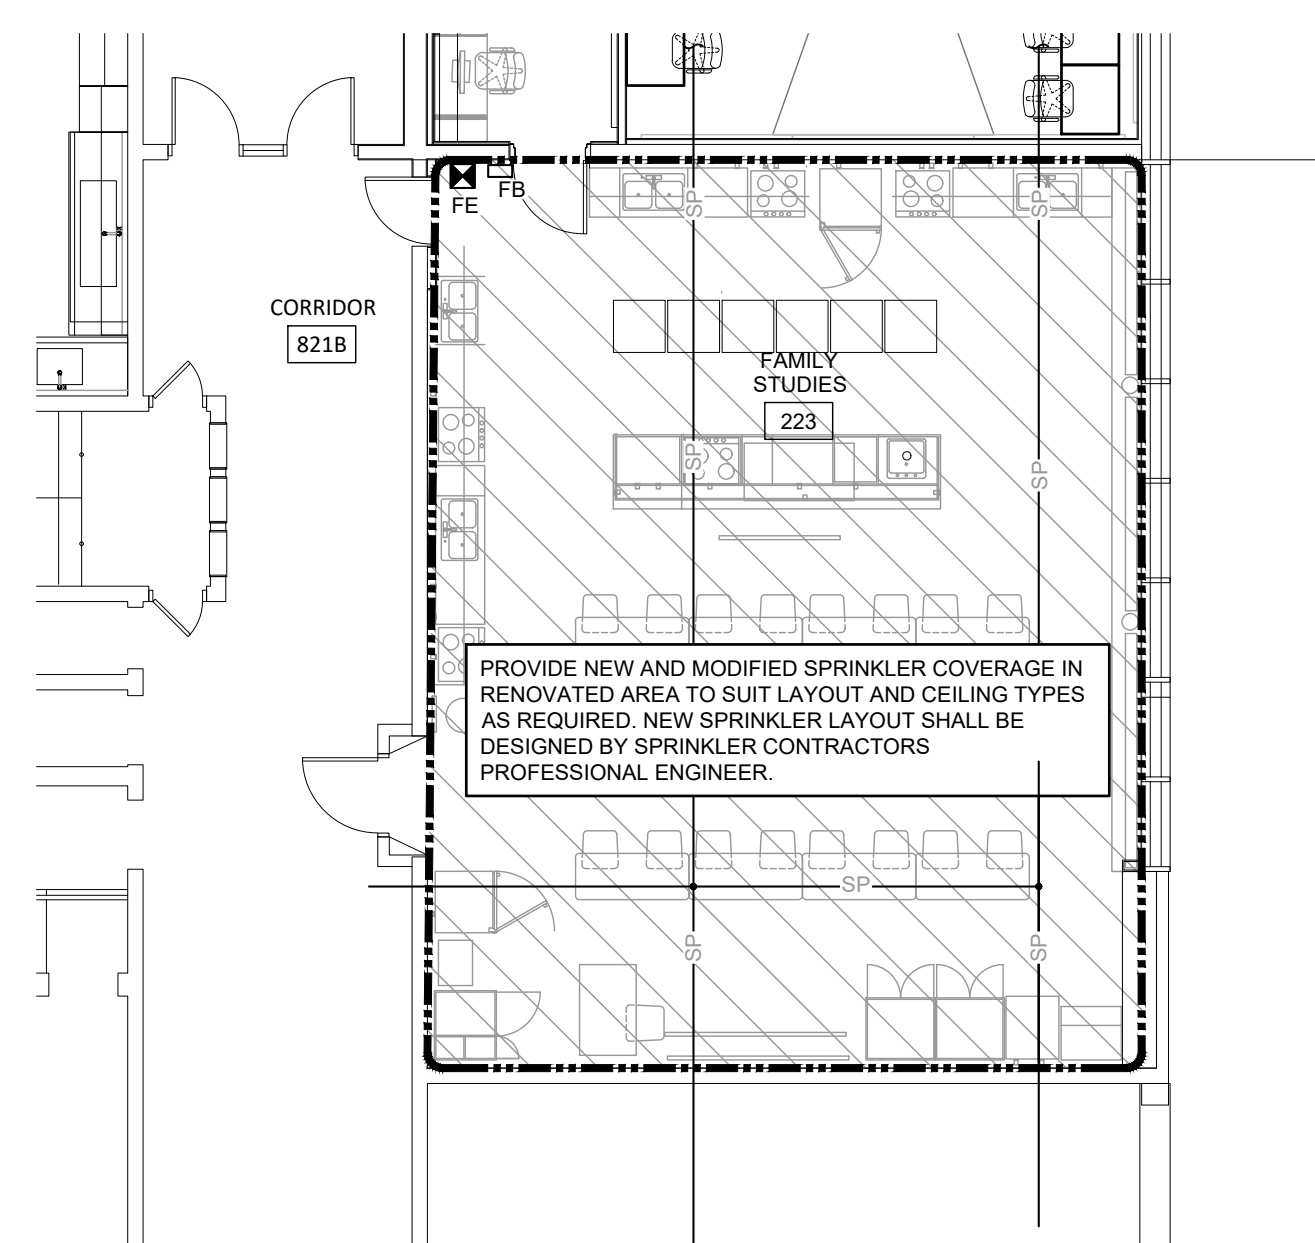 FE
FB
SP
SP
CORRIDOR
821B
FAMILY
STUDIES
223
SP
SP
PROVIDE NEW AND MODIFIED SPRINKLER COVERAGE IN
RENOVATED AREA TO SUIT LAYOUT AND CEILING TYPES
AS REQUIRED. NEW SPRINKLER LAYOUT SHALL BE
DESIGNED BY SPRINKLER CONTRACTORS
PROFESSIONAL ENGINEER.
SP
SP
SP